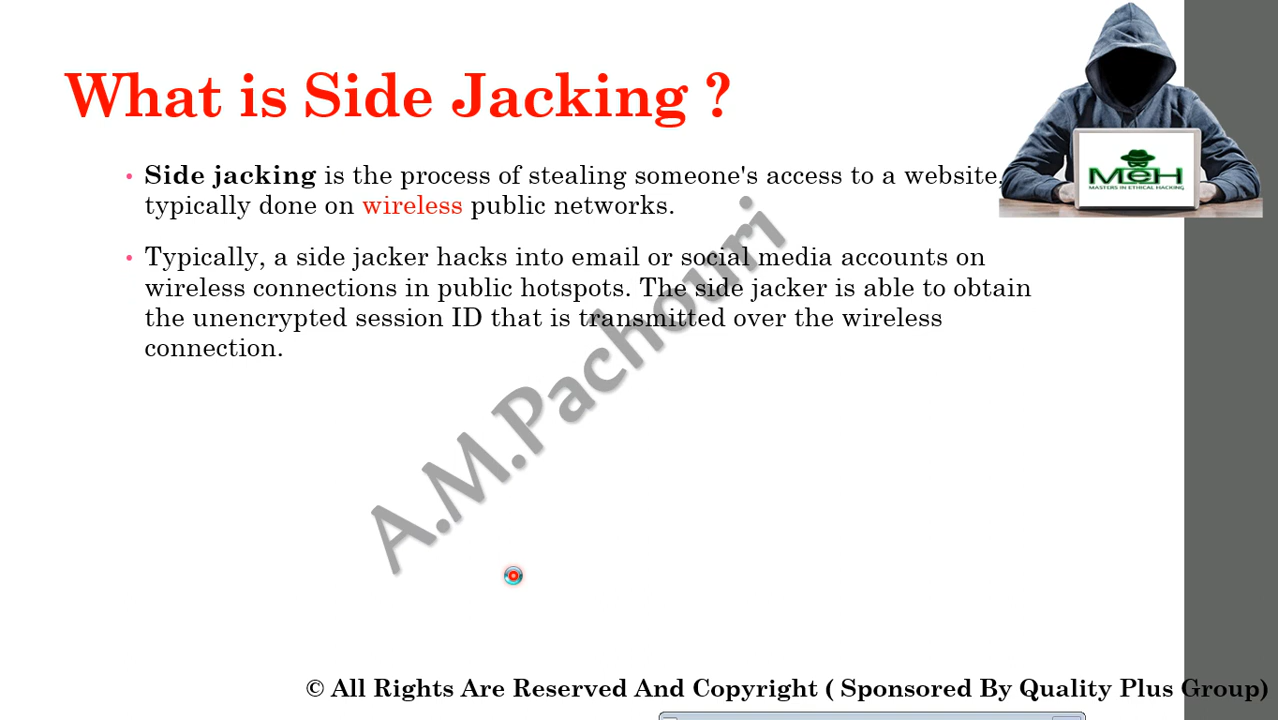 What is Side Jacking ?
MeH
MASTERS IN ETHICAL HACKING
• Side jacking is the process of stealing someone's access to a website,
typically done on wireless public networks.
• Typically, a side jacker hacks into email or social media accounts on
wireless connections in public hotspots. The side jacker is able to obtain
the unencrypted session ID that is transmitted over the wireless
connection.
A.M.Pachouri
© All Rights Are Reserved And Copyright ( Sponsored By Quality Plus Group)